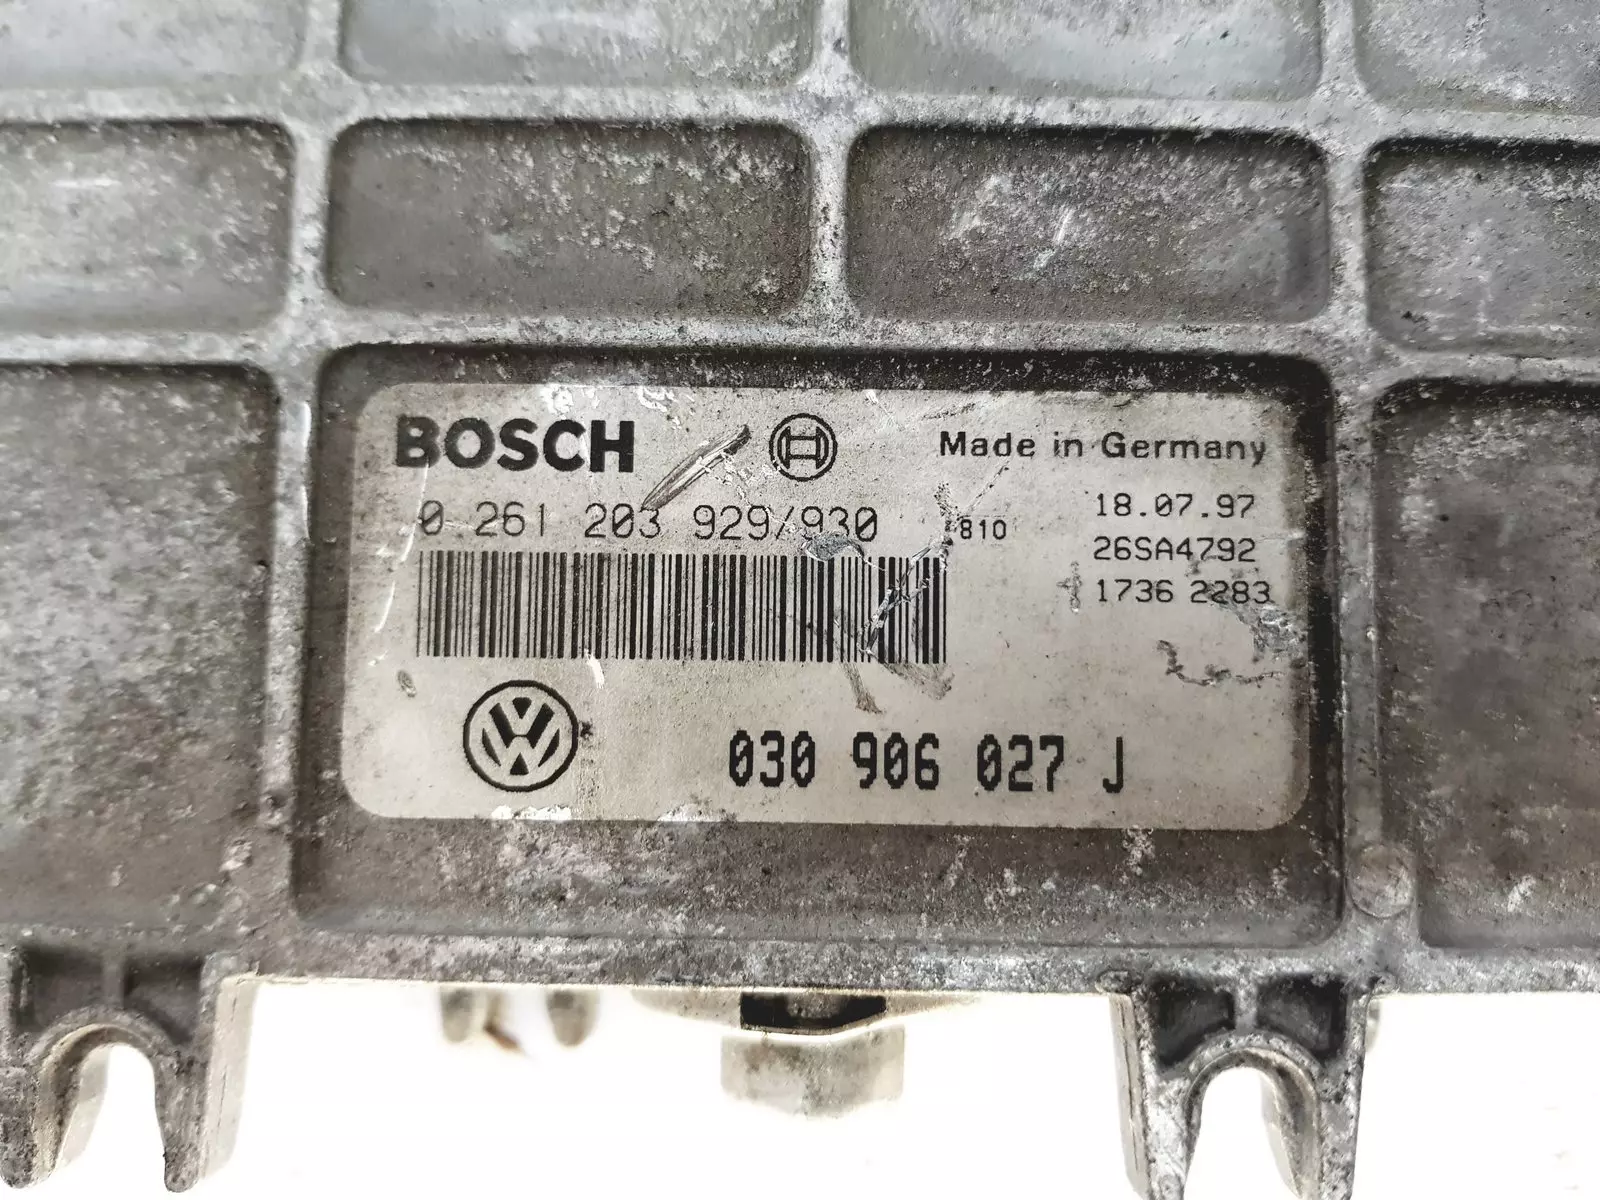 BOSCH Made in Germany
0 261 203 929/930 810 18.07.97
26SA4792
1736 2283
030 906 027 J